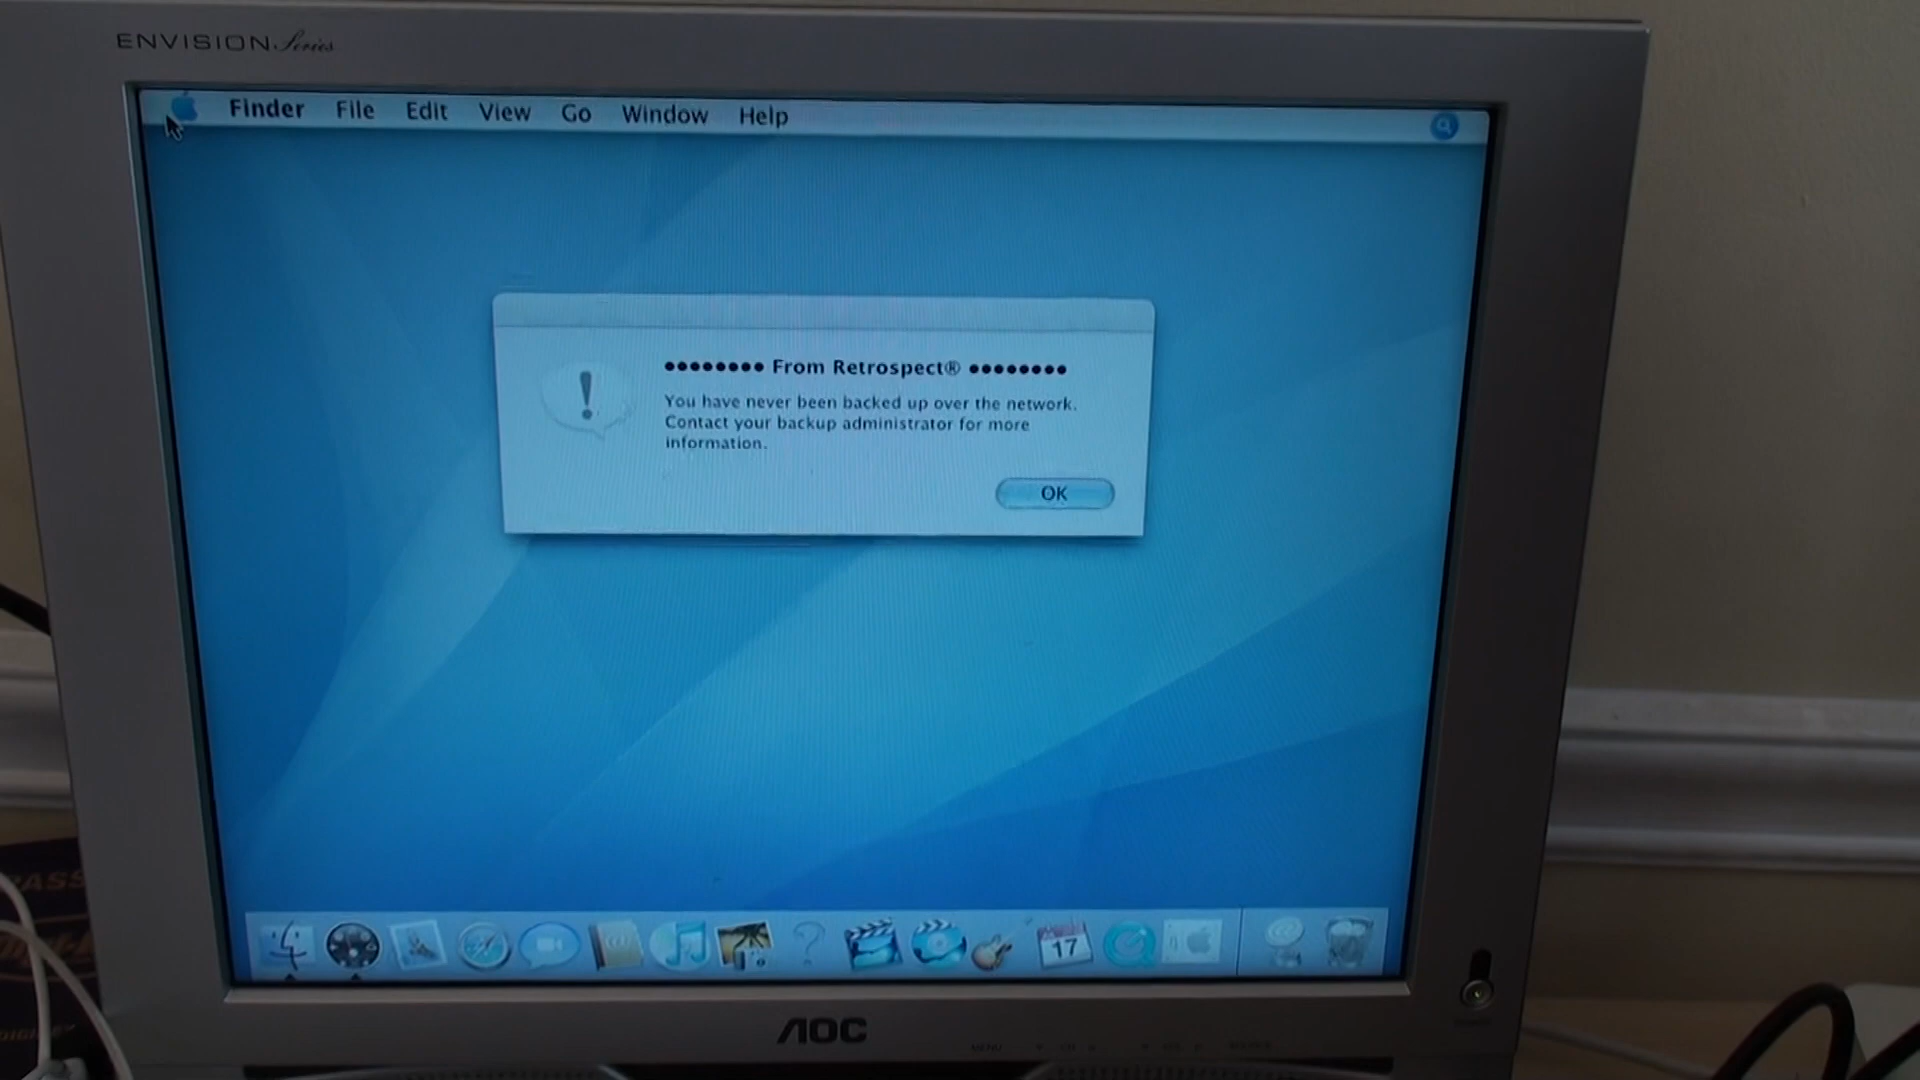 ENVISION Series
Finder File Edit View Go Window Help
•••••••• From Retrospect® ••••••••
You have never been backed up over the network.
Contact your backup administrator for more
information.
OK
17
AOC
MENU